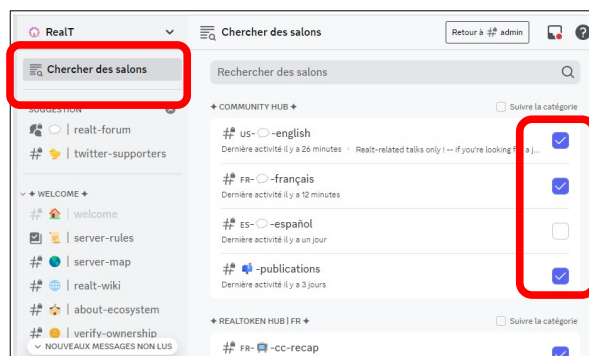 RealT
Chercher des salons
SUGGESTION
| realt-forum
| twitter-supporters
✦ WELCOME ✦
| welcome
| server-rules
| server-map
| realt-wiki
| about-ecosystem
| verify-ownership
NOUVEAUX MESSAGES NON LUS
Chercher des salons
Retour à # admin
Rechercher des salons
✦ COMMUNITY HUB ✦
Suivre la catégorie
US-💬-english
Dernière activité il y a 26 minutes • Realt-related talks only ! -- if you're looking for a j...
FR-💬-français
Dernière activité il y a 12 minutes
ES-💬-español
Dernière activité il y a un jour
📫-publications
Dernière activité il y a 3 jours
✦ REALTOKEN HUB | FR ✦
Suivre la catégorie
FR-💻-cc-recap